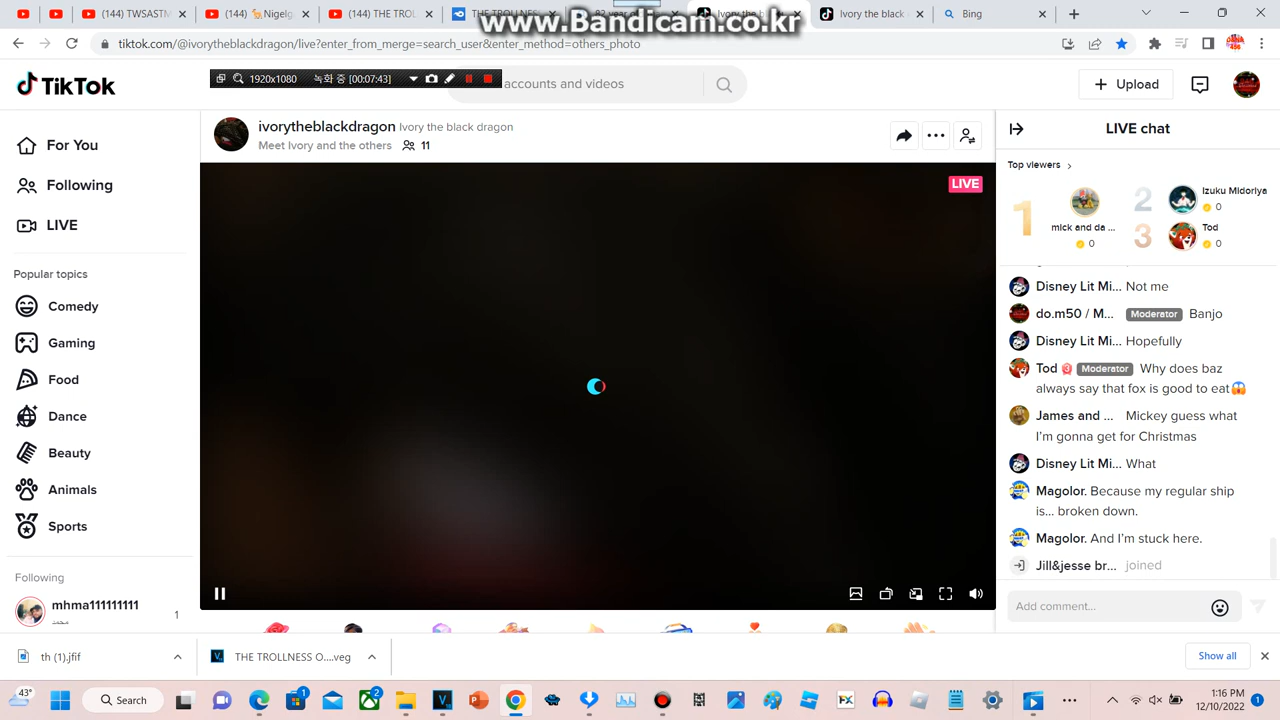 (144) TWSASTM
(144) 🐪Nigelg
(144) THE TROL
THE TROLLNES
Ivory the b
Ivory the black
Bing
www.Bandicam.co.kr
tiktok.com/@ivorytheblackdragon/live?enter_from_merge=search_user&enter_method=others_photo
TikTok
1920x1080
녹화 중 [00:07:43]
accounts and videos
Upload
ivorytheblackdragon Ivory the black dragon
Meet Ivory and the others 11
LIVE
For You
Following
LIVE
Popular topics
Comedy
Gaming
Food
Dance
Beauty
Animals
Sports
Following
mhma111111111
1
LIVE chat
Top viewers
1
mick and da ...
0
2
Izuku Midoriya
0
3
Tod
0
Disney Lit Mi... Not me
do.m50 / M... Moderator Banjo
Disney Lit Mi... Hopefully
Tod Moderator Why does baz
always say that fox is good to eat😱
James and ... Mickey guess what
I'm gonna get for Christmas
Disney Lit Mi... What
Magolor. Because my regular ship
is... broken down.
Magolor. And I'm stuck here.
Jill&jesse br... joined
Add comment...
th (1).jfif
THE TROLLNESS O....veg
Show all
43°
Search
1
2
1:16 PM
12/10/2022
1